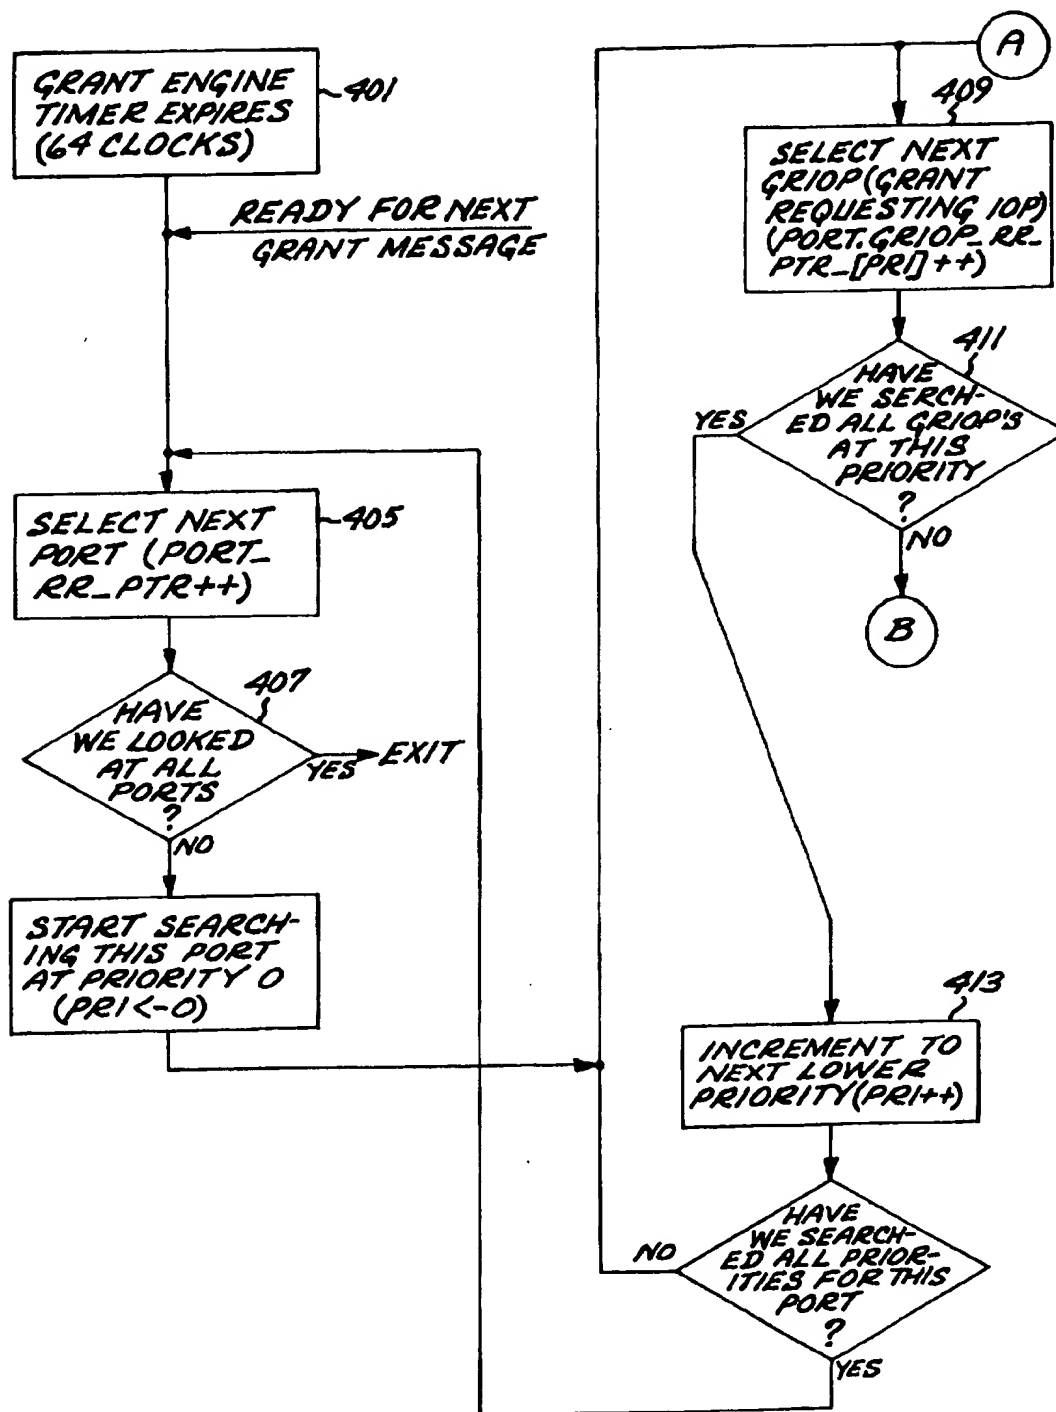 GRANT ENGINE
TIMER EXPIRES
(64 CLOCKS)
401
READY FOR NEXT
GRANT MESSAGE
SELECT NEXT
PORT (PORT_
RR_PTR++)
405
407
HAVE
WE LOOKED
AT ALL
PORTS
?
YES
EXIT
NO
START SEARCH-
ING THIS PORT
AT PRIORITY 0
(PRI<-0)
A
409
SELECT NEXT
GRIOP (GRANT
REQUESTING IOP)
(PORT.GRIOP_RR_
PTR_[PRI]++)
411
HAVE
WE SERCH-
ED ALL GRIOP'S
AT THIS
PRIORITY
?
YES
NO
B
413
INCREMENT TO
NEXT LOWER
PRIORITY (PRI++)
HAVE
WE SEARCH-
ED ALL PRIOR-
ITIES FOR THIS
PORT
?
NO
YES